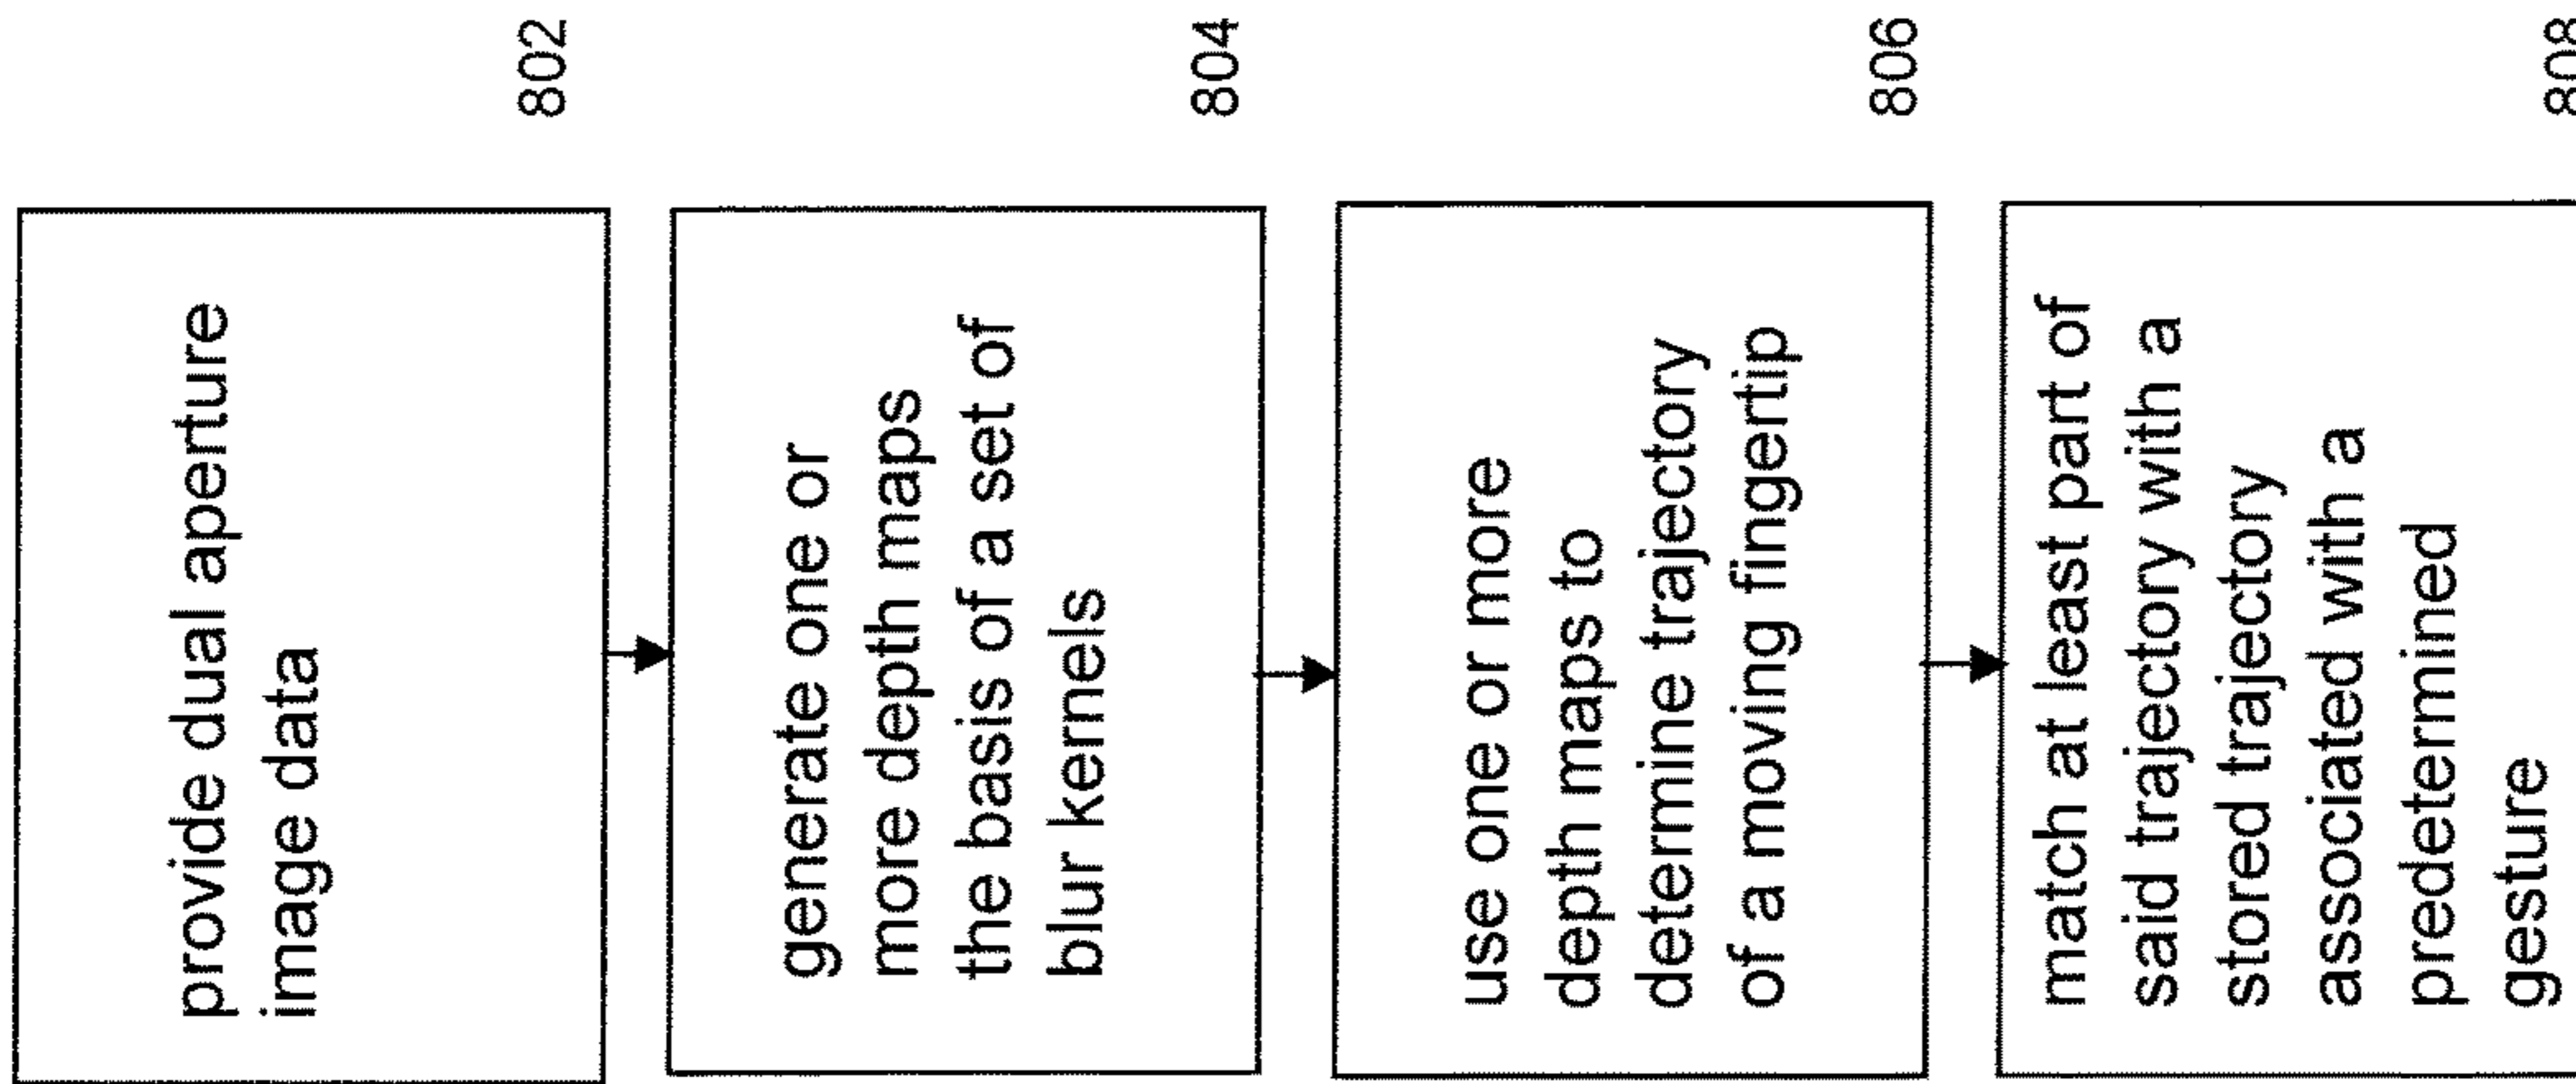 provide dual aperture
image data
802
generate one or
more depth maps
the basis of a set of
blur kernels
804
use one or more
depth maps to
determine trajectory
of a moving fingertip
806
match at least part of
said trajectory with a
stored trajectory
associated with a
predetermined
gesture
808